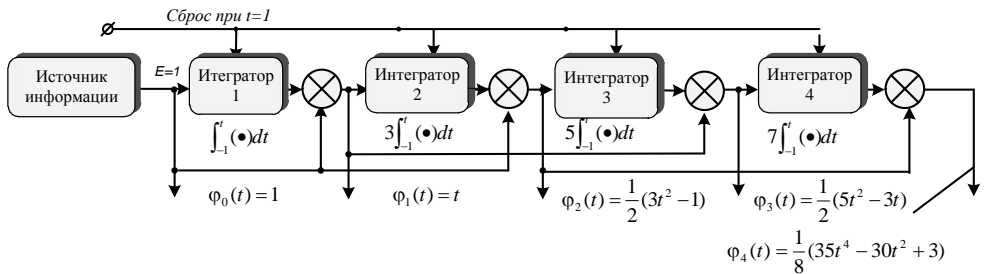 Сброс при t=1
Источник
информации
E=1
Итегратор
1
Интегратор
2
Интегратор
3
Интегратор
4
∫₋₁ᵗ(•)dt
3∫₋₁ᵗ(•)dt
5∫₋₁ᵗ(•)dt
7∫₋₁ᵗ(•)dt
φ₀(t) = 1
φ₁(t) = t
φ₂(t) = 1/2(3t² − 1)
φ₃(t) = 1/2(5t² − 3t)
φ₄(t) = 1/8(35t⁴ − 30t² + 3)